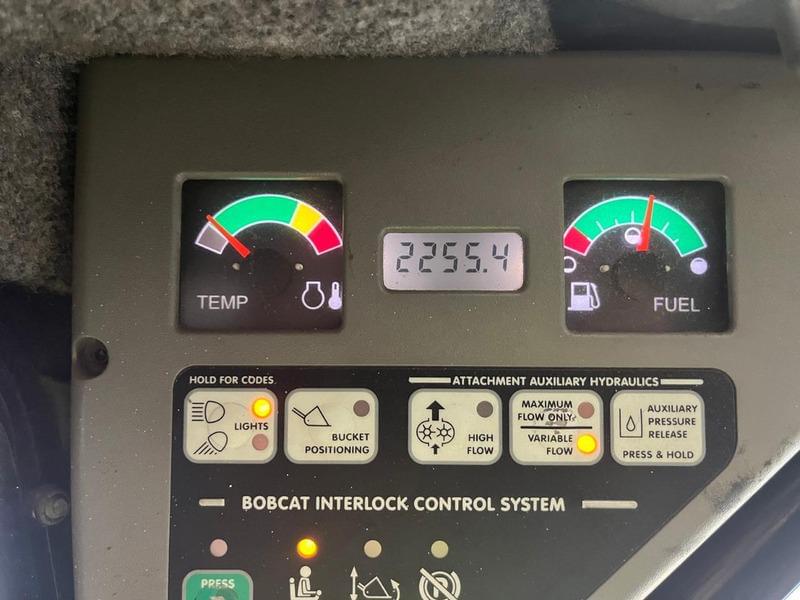 2255.4
TEMP
FUEL
HOLD FOR CODES
ATTACHMENT AUXILIARY HYDRAULICS
LIGHTS
BUCKET
POSITIONING
HIGH
FLOW
MAXIMUM
FLOW ONLY
VARIABLE
FLOW
AUXILIARY
PRESSURE
RELEASE
PRESS & HOLD
BOBCAT INTERLOCK CONTROL SYSTEM
PRESS